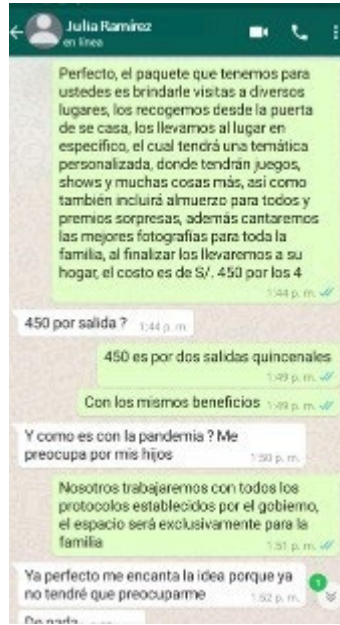 Julia Ramírez
en línea
Perfecto, el paquete que tenemos para
ustedes es brindarle visitas a diversos
lugares, los recogemos desde la puerta
de se casa, los llevamos al lugar en
específico, el cual tendrá una temática
personalizada, donde tendrán juegos,
shows y muchas cosas más, así como
también incluirá almuerzo para todos y
premios sorpresas, además cantaremos
las mejores fotografías para toda la
familia, al finalizar los llevaremos a su
hogar, el costo es de S/. 450 por los 4
1:44 p. m.
450 por salida ? 1:44 p. m.
450 es por dos salidas quincenales
1:49 p. m.
Con los mismos beneficios 1:49 p. m.
Y como es con la pandemia ? Me
preocupa por mis hijos 1:50 p. m.
Nosotros trabajaremos con todos los
protocolos establecidos por el gobierno,
el espacio será exclusivamente para la
familia 1:51 p. m.
Ya perfecto me encanta la idea porque ya
no tendré que preocuparme 1:52 p. m.
1
De nada